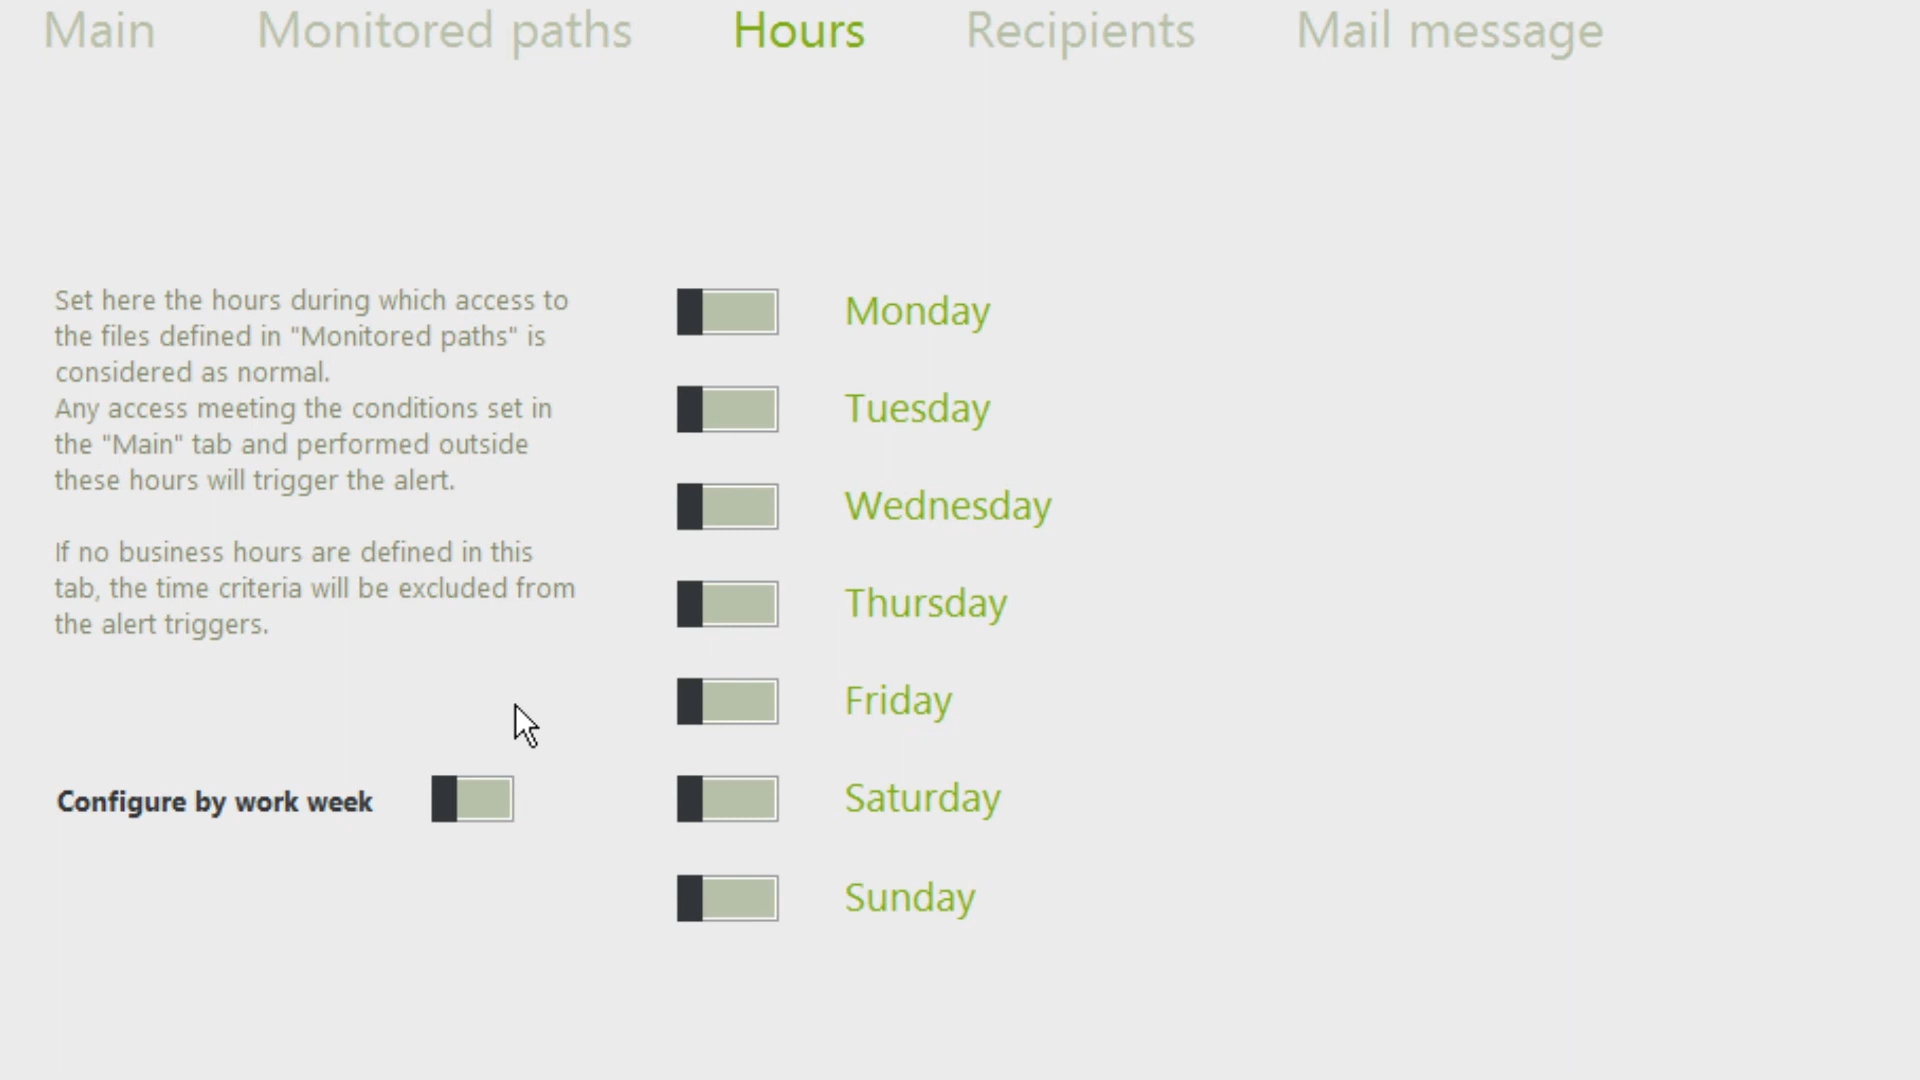 Main Monitored paths Hours Recipients Mail message
Set here the hours during which access to
the files defined in "Monitored paths" is
considered as normal.
Any access meeting the conditions set in
the "Main" tab and performed outside
these hours will trigger the alert.
If no business hours are defined in this
tab, the time criteria will be excluded from
the alert triggers.
Configure by work week
Monday
Tuesday
Wednesday
Thursday
Friday
Saturday
Sunday